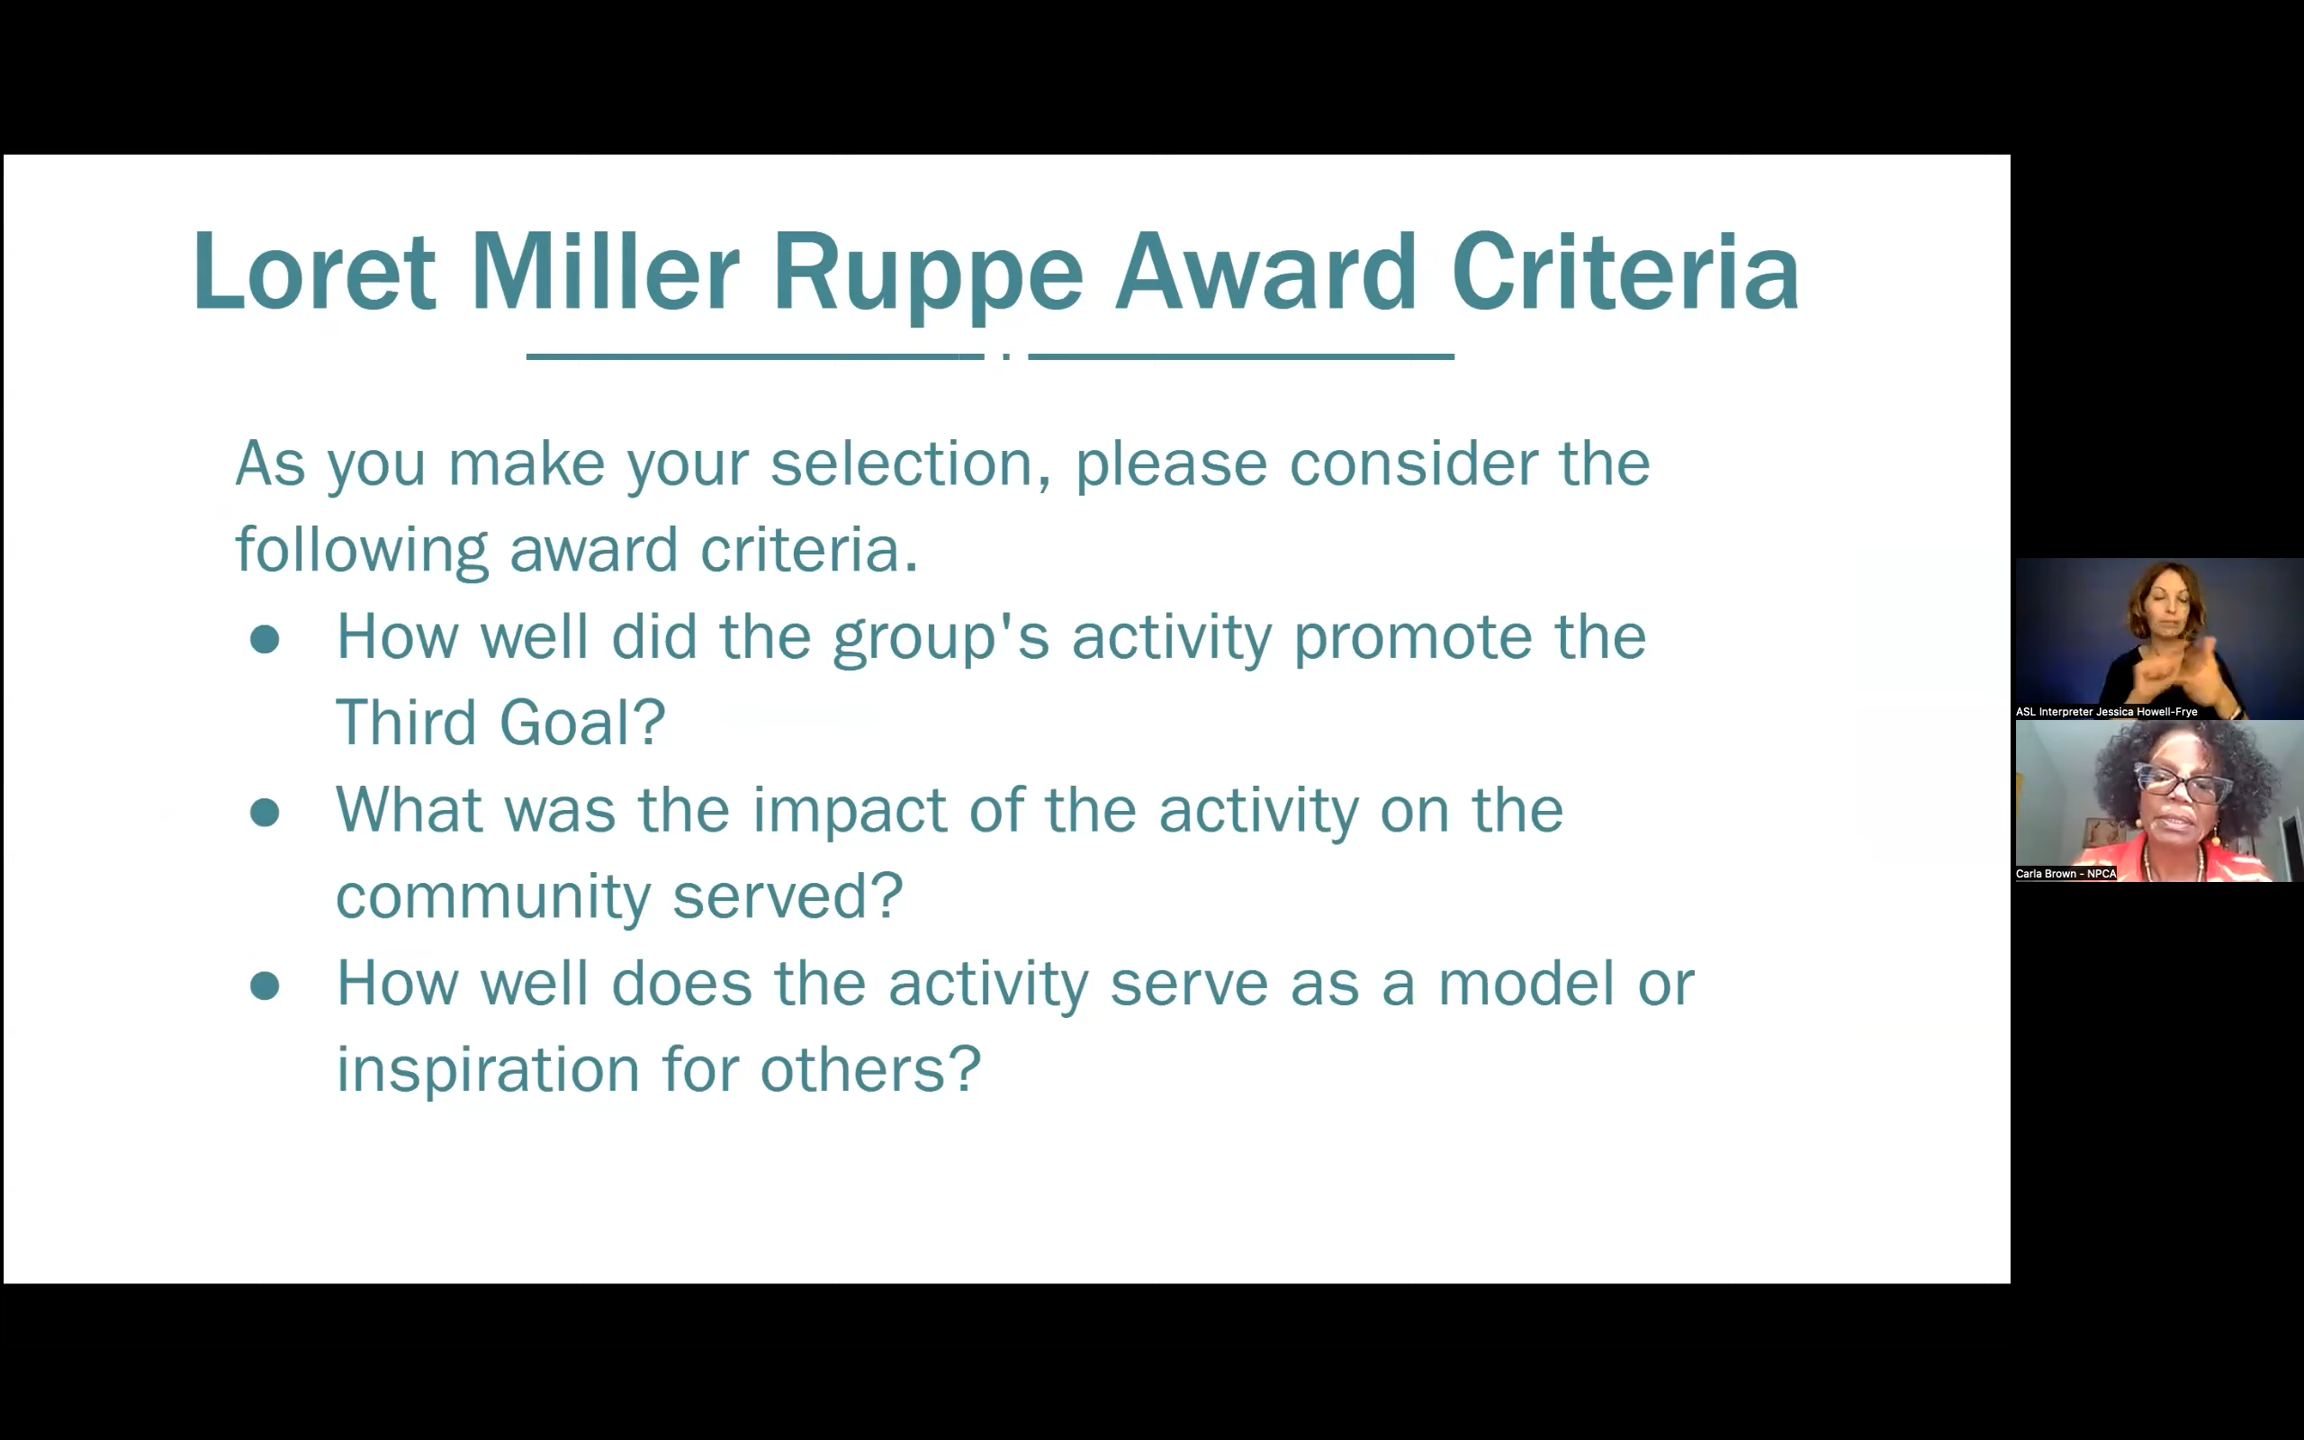 Loret Miller Ruppe Award Criteria
As you make your selection, please consider the
following award criteria.
● How well did the group's activity promote the
Third Goal?
● What was the impact of the activity on the
community served?
● How well does the activity serve as a model or
inspiration for others?
ASL Interpreter Jessica Howell-Frye
Carla Brown - NPCA